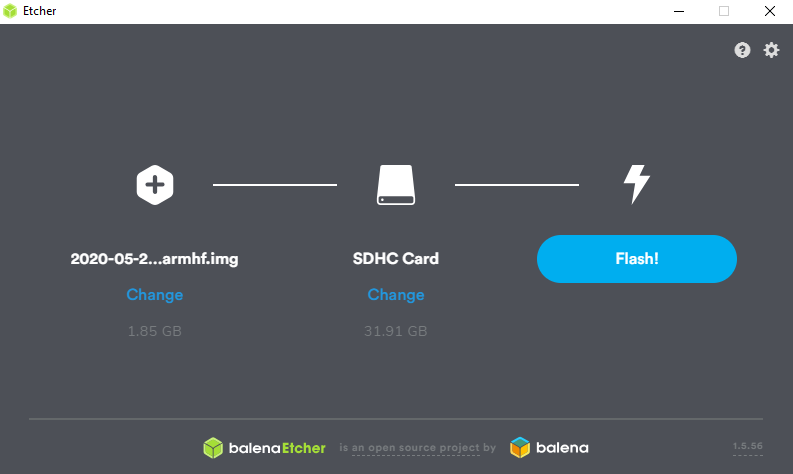 Etcher
2020-05-2...armhf.img
SDHC Card
Flash!
Change
Change
1.85 GB
31.91 GB
balenaEtcher is an open source project by balena
1.5.56